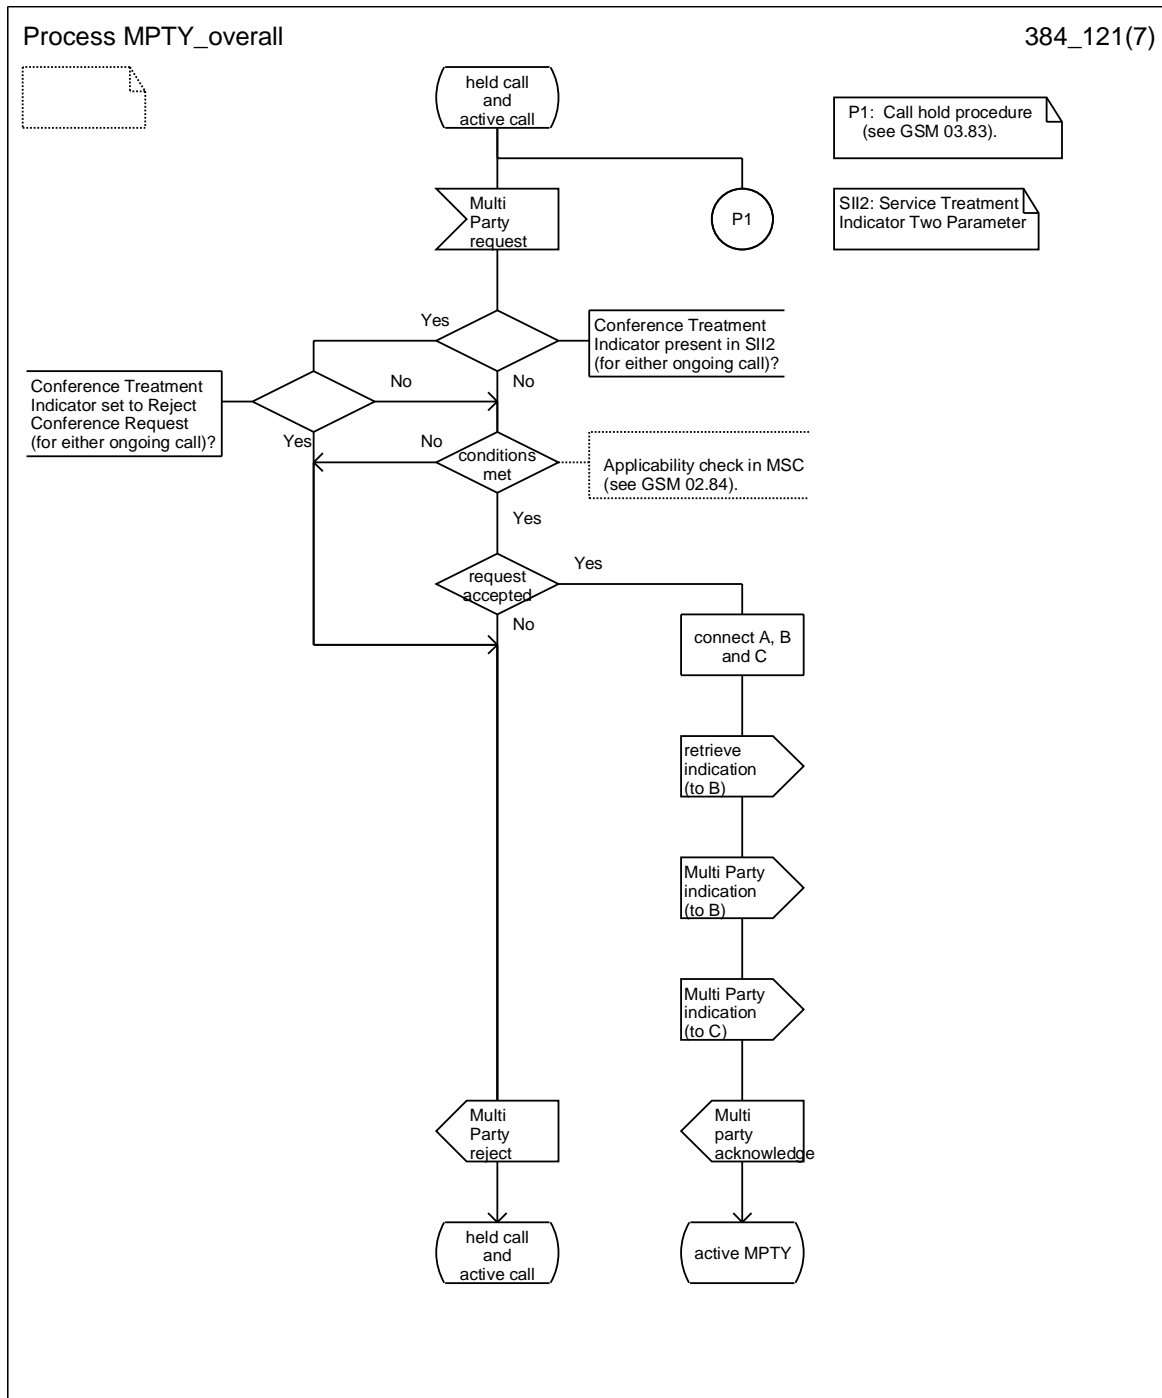 Process MPTY_overall
384_121(7)
held call
and
active call
P1: Call hold procedure
(see GSM 03.83).
Multi
Party
request
P1
SII2: Service Treatment
Indicator Two Parameter
Yes
Conference Treatment
Indicator present in SII2
(for either ongoing call)?
No
No
Conference Treatment
Indicator set to Reject
Conference Request
(for either ongoing call)?
Yes
No
conditions
met
Applicability check in MSC
(see GSM 02.84).
Yes
request
accepted
Yes
No
connect A, B
and C
retrieve
indication
(to B)
Multi Party
indication
(to B)
Multi Party
indication
(to C)
Multi
Party
reject
Multi
party
acknowledge
held call
and
active call
active MPTY